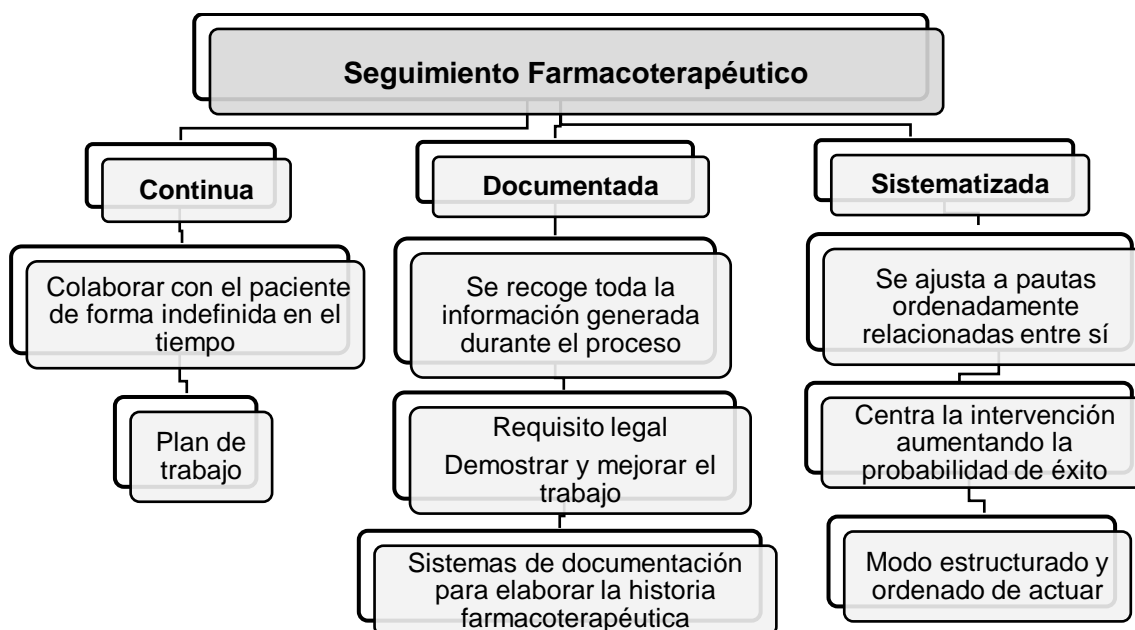 Seguimiento Farmacoterapéutico
Continua
Colaborar con el paciente
de forma indefinida en el
tiempo
Plan de
trabajo
Documentada
Se recoge toda la
información generada
durante el proceso
Requisito legal
Demostrar y mejorar el
trabajo
Sistemas de documentación
para elaborar la historia
farmacoterapéutica
Sistematizada
Se ajusta a pautas
ordenadamente
relacionadas entre sí
Centra la intervención
aumentando la
probabilidad de éxito
Modo estructurado y
ordenado de actuar